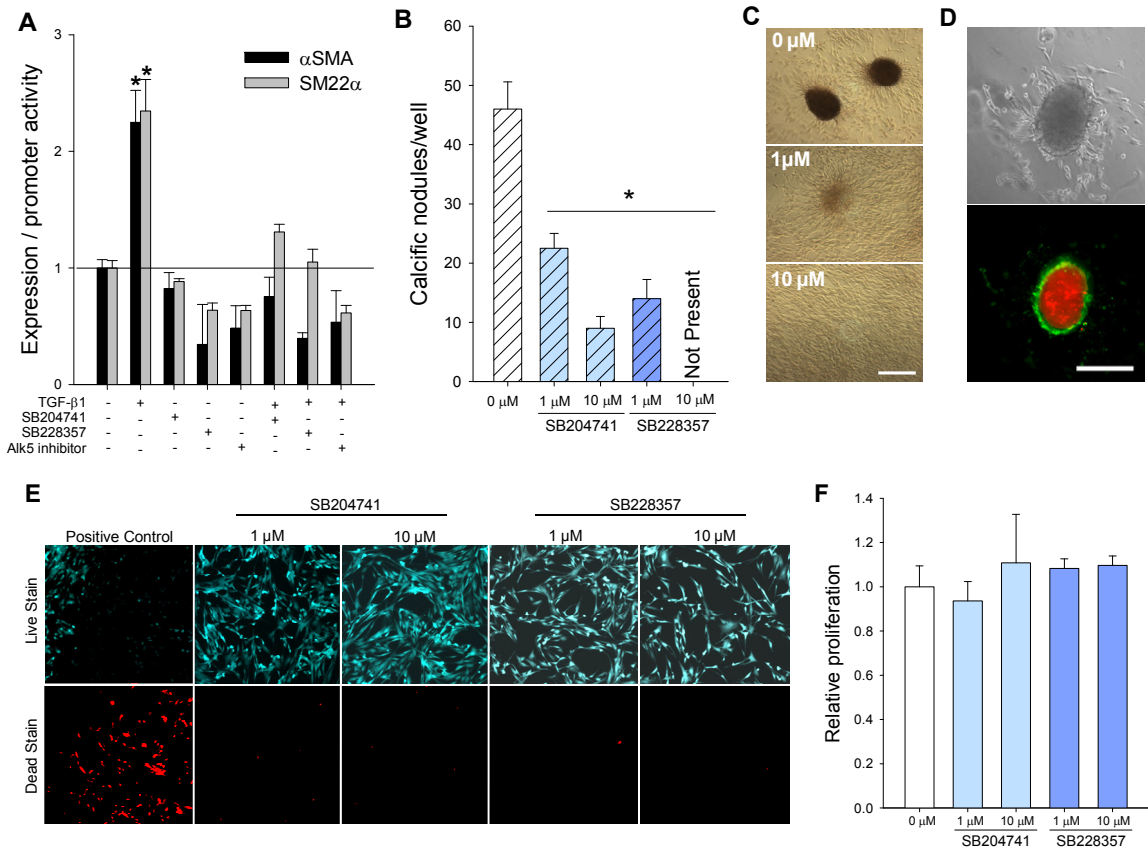 A
αSMA
SM22α
Expression / promoter activity
3
2
1
0
* *
TGF-β1 - + - - - + + +
SB204741 - - + - - + - -
SB228357 - - - + - - + -
Alk5 inhibitor - - - - + - - +
B
Calcific nodules/well
60
50
40
30
20
10
0
*
Not Present
0 μM 1 μM 10 μM 1 μM 10 μM
SB204741 SB228357
C
0 μM
1μM
10 μM
D
E
SB204741 SB228357
Positive Control 1 μM 10 μM 1 μM 10 μM
Live Stain
Dead Stain
F
Relative proliferation
1.4
1.2
1.0
0.8
0.6
0.4
0.2
0.0
0 μM 1 μM 10 μM 1 μM 10 μM
SB204741 SB228357